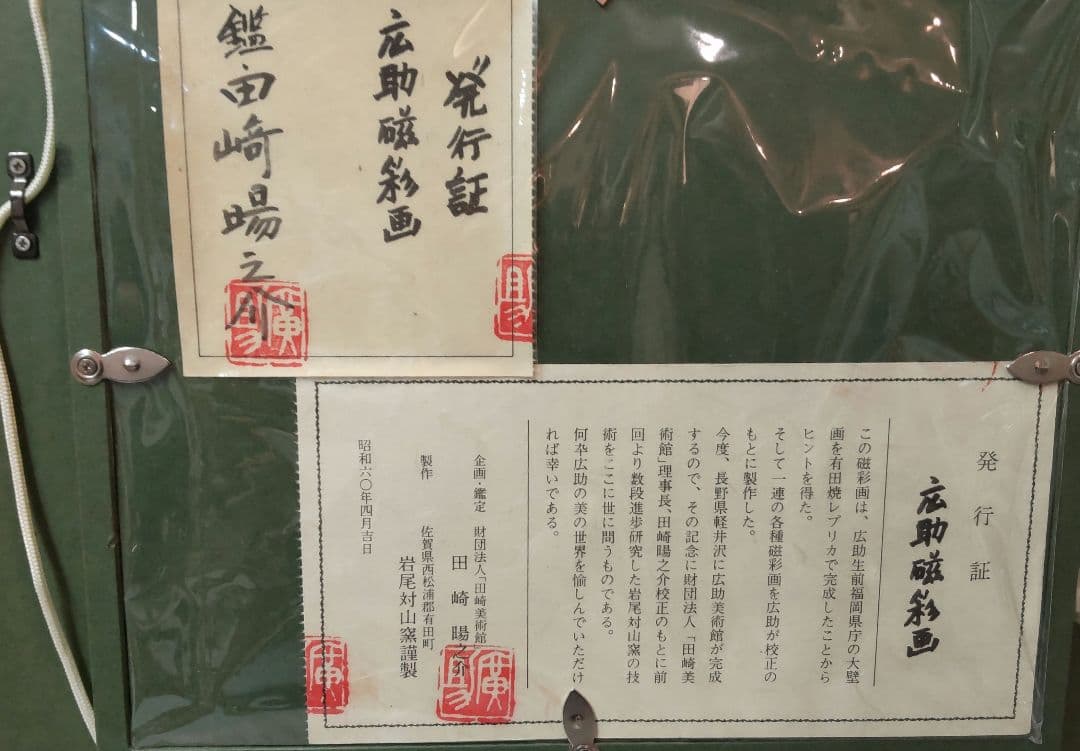 発行証
広助磁彩画
鑑田崎暘之介
発行証
広助磁彩画
この磁彩画は、広助生前福岡県庁の大壁
画を有田焼レプリカで完成したことから
ヒントを得た。
そして一連の各種磁彩画を広助が校正の
もとに製作した。
今度、長野県軽井沢に広助美術館が完成
するので、その記念に財団法人「田崎美
術館」理事長、田崎暘之介校正のもとに前
回より数段進歩研究した岩尾対山窯の技
術をここに世に問うものである。
何卆広助の美の世界を愉しんでいただけ
れば幸いである。
企画・鑑定 財団法人「田崎美術館」
田崎暘之介
製作 佐賀県西松浦郡有田町
岩尾対山窯謹製
昭和六〇年四月吉日